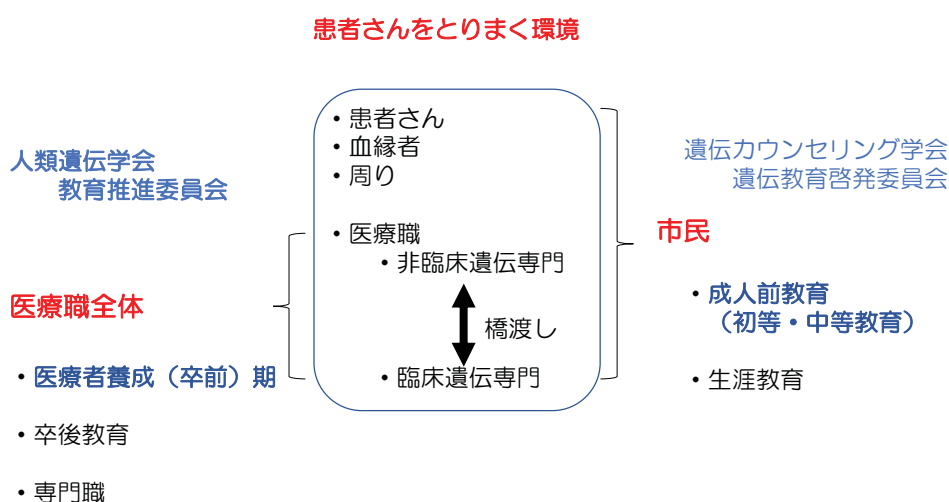 患者さんをとりまく環境
人類遺伝学会
教育推進委員会
医療職全体
・医療者養成（卒前）期
・卒後教育
・専門職
・患者さん
・血縁者
・周り
・医療職
・非臨床遺伝専門
橋渡し
・臨床遺伝専門
遺伝カウンセリング学会
遺伝教育啓発委員会
市民
・成人前教育
（初等・中等教育）
・生涯教育